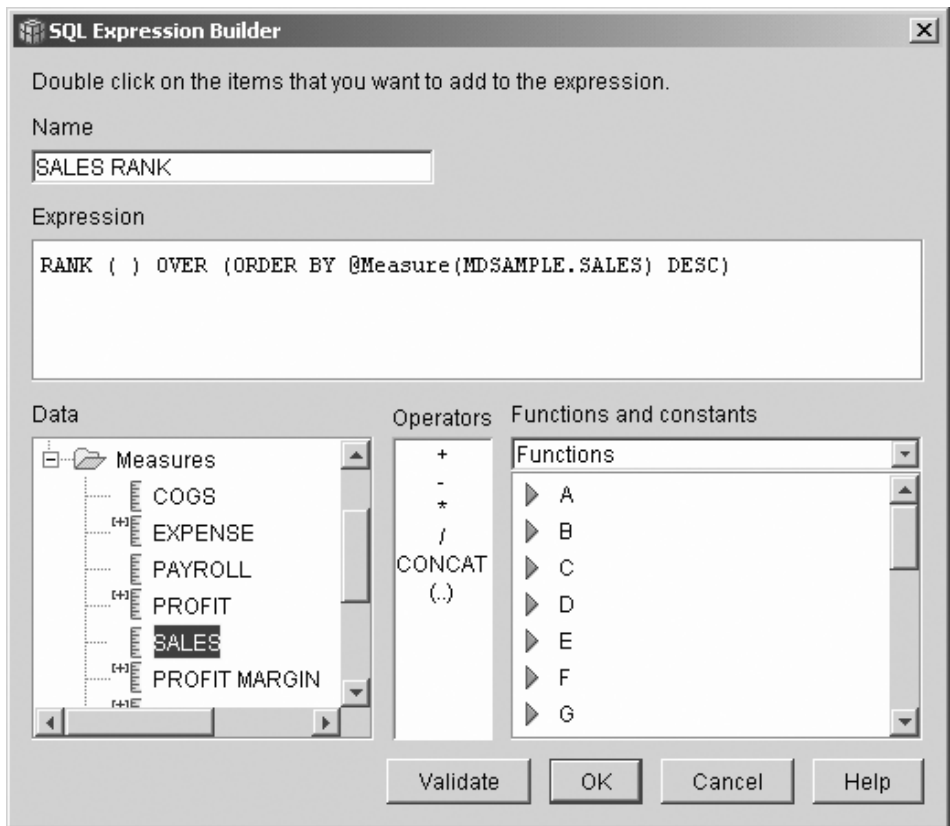 SQL Expression Builder
Double click on the items that you want to add to the expression.
Name
SALES RANK
Expression
RANK ( ) OVER (ORDER BY @Measure(MDSAMPLE.SALES) DESC)
Data
Operators
Functions and constants
Measures
COGS
[+] EXPENSE
PAYROLL
[+] PROFIT
SALES
[+] PROFIT MARGIN
[+]
+
-
*
/
CONCAT
(..)
Functions
A
B
C
D
E
F
G
Validate
OK
Cancel
Help